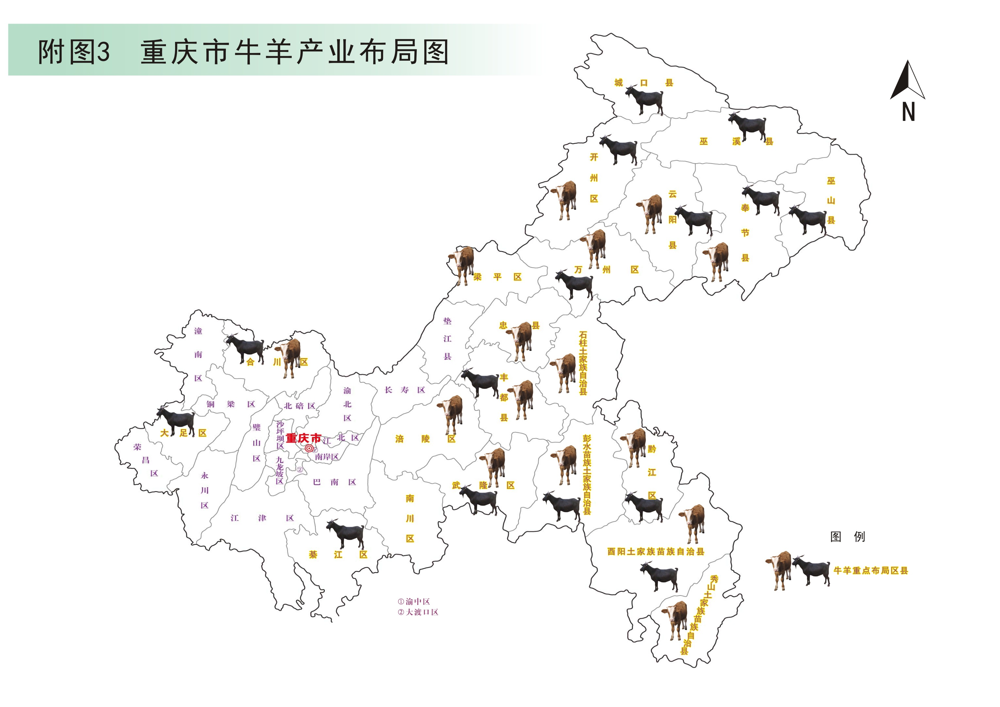 附图3 重庆市牛羊产业布局图
N
城口县
巫溪县
开州区
云阳县
奉节县
巫山县
梁平区
万州区
垫江县
忠县
石柱土家族自治县
潼南区
合川区
丰都县
长寿区
渝北区
铜梁区
北碚区
大足区
璧山区
沙坪坝区
重庆市
江北区
①
南岸区
涪陵区
荣昌区
九龙坡区
②
永川区
巴南区
武隆区
彭水苗族土家族自治县
黔江区
南川区
江津区
綦江区
酉阳土家族苗族自治县
秀山土家族苗族自治县
图例
牛羊重点布局区县
①渝中区
②大渡口区